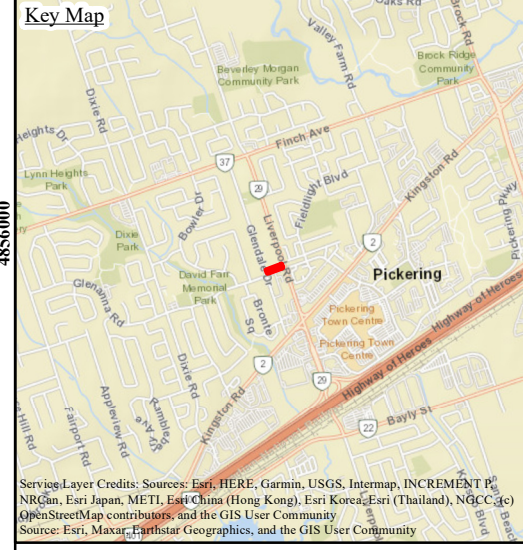 Key Map
Oaks Rd
Brock Rd
Valley Farm Rd
Brock Ridge
Community
Park
Beverley Morgan
Community Park
Dixie Rd
Finch Ave
Heights Dr
37
Kingston Rd
Lynn Heights
Park
29
Fieldlight Blvd
Pickering Pkwy
4856000
Bowler Dr
Liverpool Rd
Dixie
Park
Glendale Dr
2
Pickering
David Farr
Memorial
Park
Glenanna Rd
Bronte Sq
Pickering
Town Centre
Highway of Heroes
Pickering Town
Centre
2
Dixie Rd
29
Highway of Heroes
Kingston Rd
Bayly St
22
Fairport Rd
Appleview Rd
Hill Rd
Service Layer Credits: Sources: Esri, HERE, Garmin, USGS, Intermap, INCREMENT P,
NRCan, Esri Japan, METI, Esri China (Hong Kong), Esri Korea, Esri (Thailand), NGCC, (c)
OpenStreetMap contributors, and the GIS User Community
Source: Esri, Maxar, Earthstar Geographics, and the GIS User Community
401